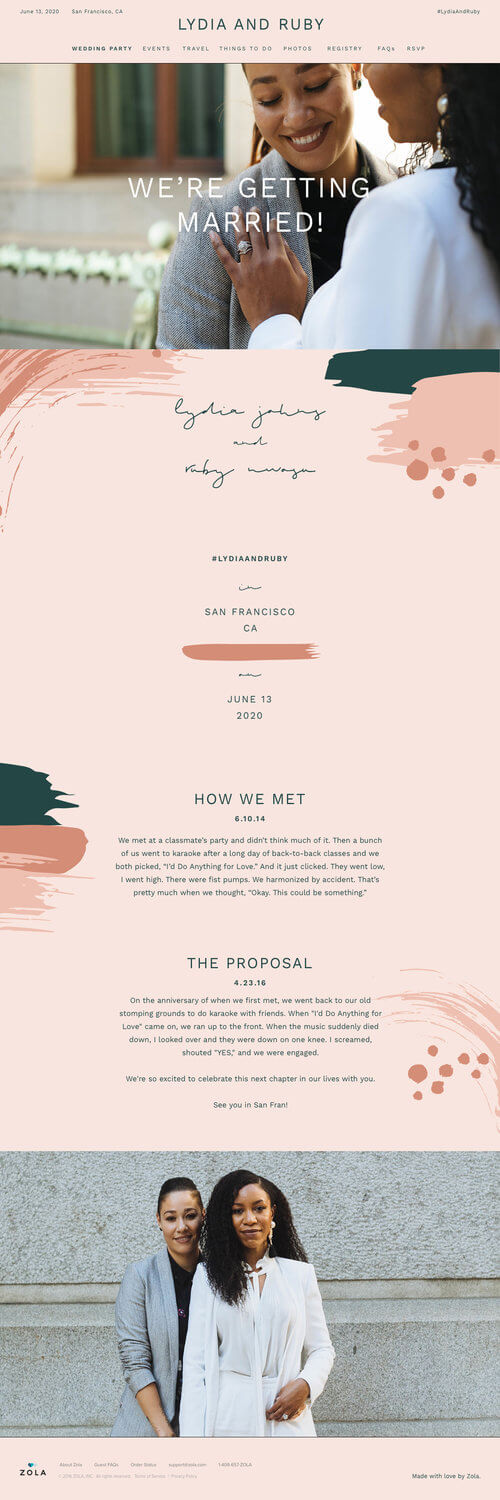 June 13, 2020 San Francisco, CA #LydiaAndRuby
LYDIA AND RUBY
WEDDING PARTY EVENTS TRAVEL THINGS TO DO PHOTOS REGISTRY FAQs RSVP
WE’RE GETTING
MARRIED!
lydia johns
and
ruby nwosu
#LYDIAANDRUBY
in
SAN FRANCISCO
CA
on
JUNE 13
2020
HOW WE MET
6.10.14
We met at a classmate’s party and didn’t think much of it. Then a bunch
of us went to karaoke after a long day of back-to-back classes and we
both picked, “I’d Do Anything for Love.” And it just clicked. They went low,
I went high. There were fist pumps. We harmonized by accident. That’s
pretty much when we thought, “Okay. This could be something.”
THE PROPOSAL
4.23.16
On the anniversary of when we first met, we went back to our old
stomping grounds to do karaoke with friends. When "I'd Do Anything for
Love" came on, we ran up to the front. When the music suddenly died
down, I looked over and they were down on one knee. I screamed,
shouted "YES," and we were engaged.
We're so excited to celebrate this next chapter in our lives with you.
See you in San Fran!
ZOLA
About Zola Guest FAQs Order Status support@zola.com 1-408-657-ZOLA
© 2016 ZOLA, INC. All rights reserved. Terms of Service | Privacy Policy
Made with love by Zola.